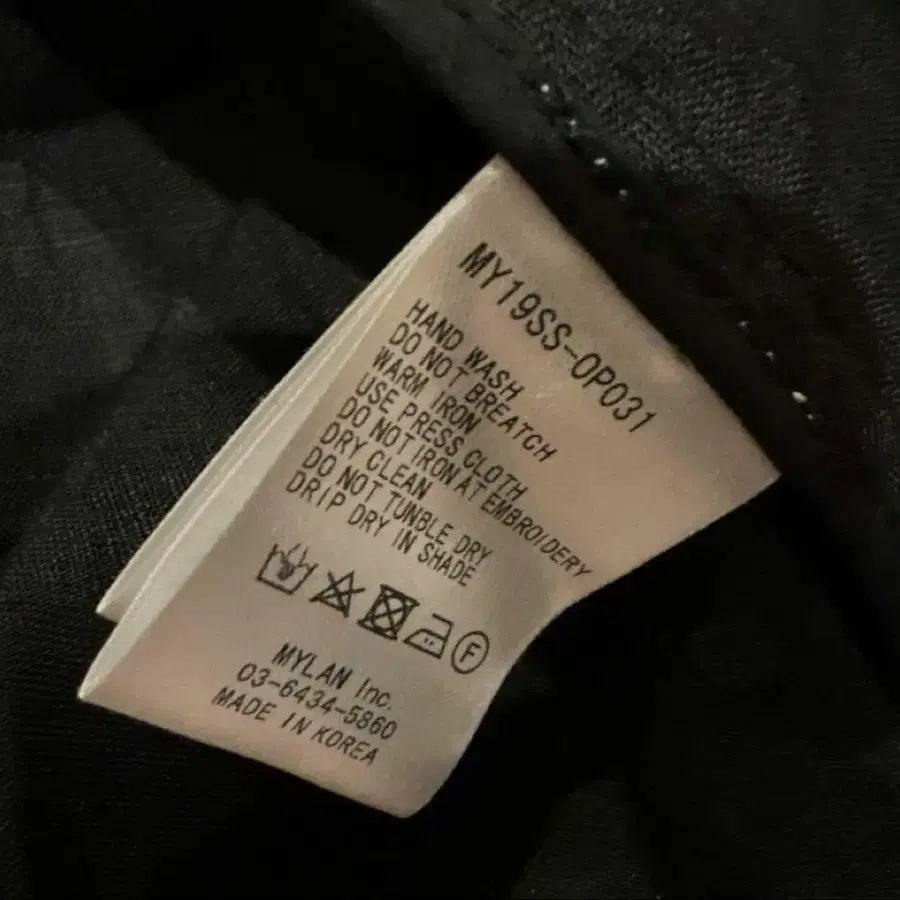 MY19SS-OP031
HAND WASH
DO NOT BREATCH
WARM IRON
USE PRESS CLOTH
DO NOT IRON AT EMBROIDERY
DRY CLEAN
DO NOT TUNBLE DRY
DRIP DRY IN SHADE
F
MYLAN Inc.
03-6434-5860
MADE IN KOREA